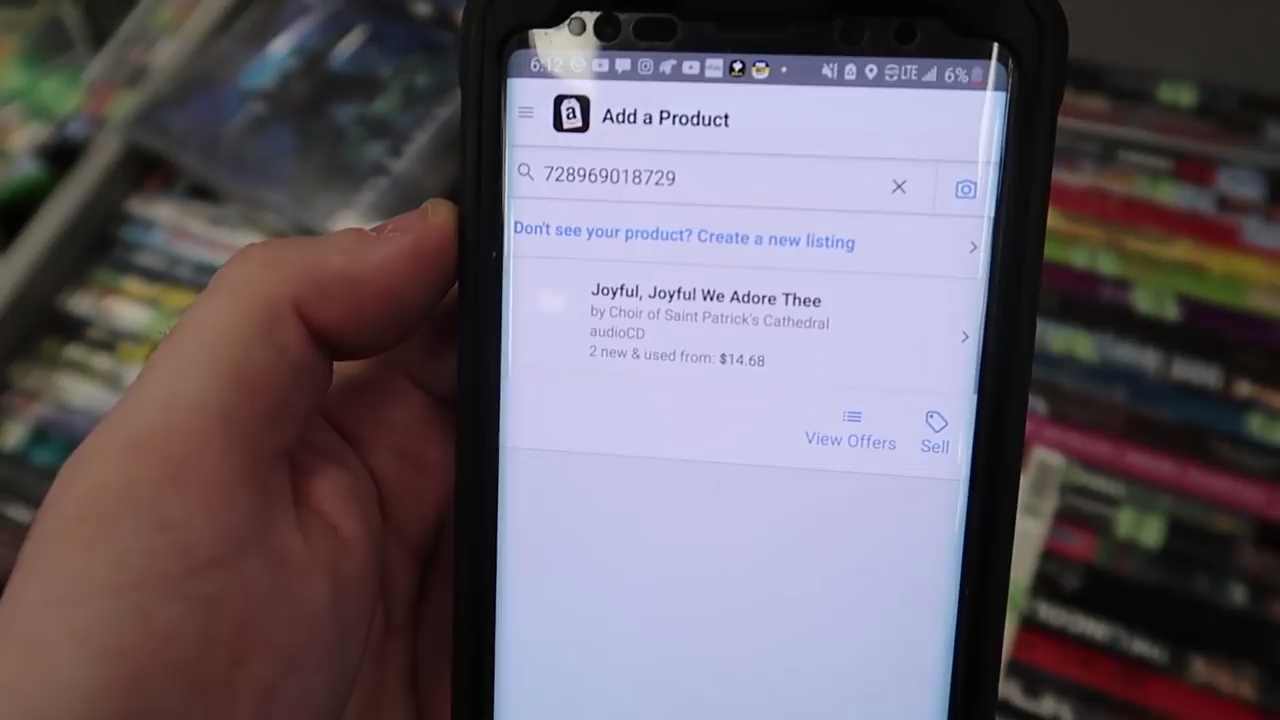 6:12 LTE 6%
a Add a Product
728969018729
Don't see your product? Create a new listing
Joyful, Joyful We Adore Thee
by Choir of Saint Patrick's Cathedral
audioCD
2 new & used from: $14.68
View Offers
Sell